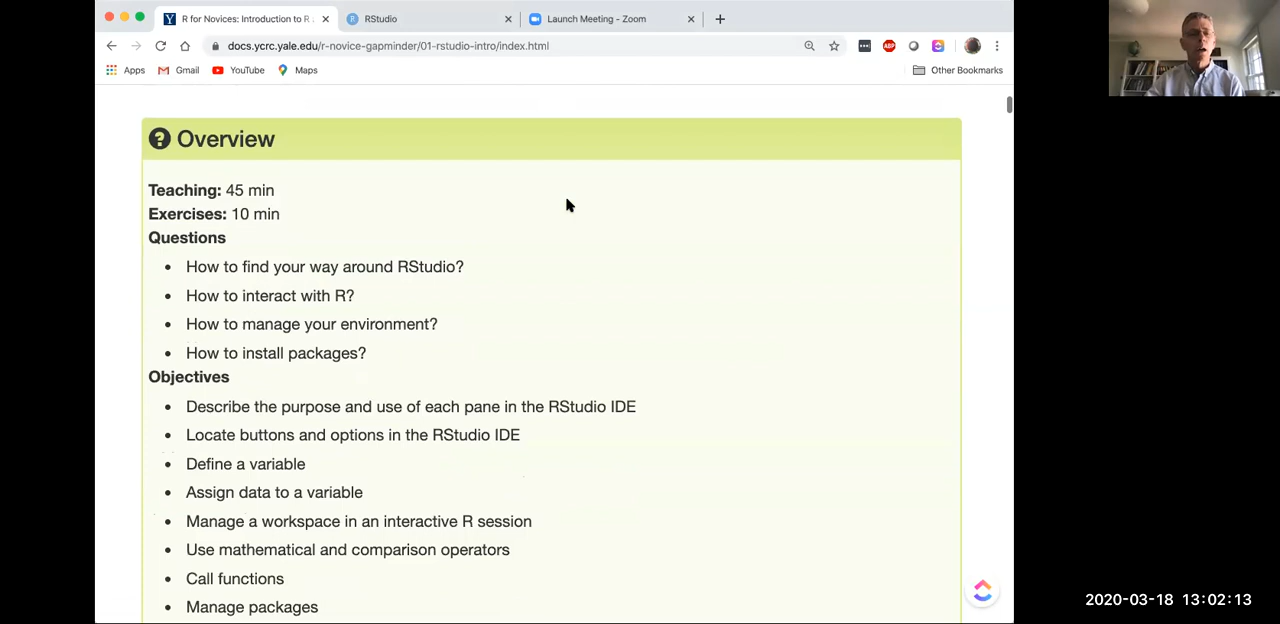 R for Novices: Introduction to R
RStudio
Launch Meeting - Zoom
docs.ycrc.yale.edu/r-novice-gapminder/01-rstudio-intro/index.html
ABP
Apps
Gmail
YouTube
Maps
Other Bookmarks
Overview
Teaching: 45 min
Exercises: 10 min
Questions
• How to find your way around RStudio?
• How to interact with R?
• How to manage your environment?
• How to install packages?
Objectives
• Describe the purpose and use of each pane in the RStudio IDE
• Locate buttons and options in the RStudio IDE
• Define a variable
• Assign data to a variable
• Manage a workspace in an interactive R session
• Use mathematical and comparison operators
• Call functions
• Manage packages
2020-03-18 13:02:13